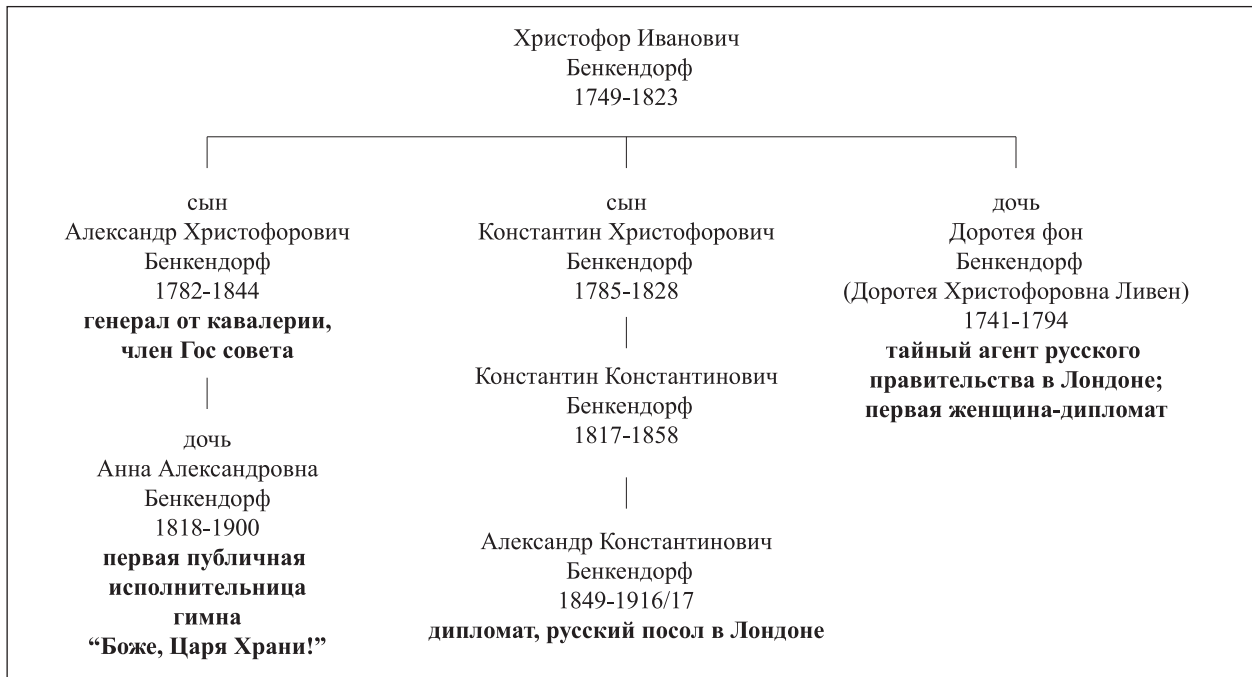 Христофор Иванович
Бенкендорф
1749-1823
сын
Александр Христофорович
Бенкендорф
1782-1844
генерал от кавалерии,
член Гос совета
дочь
Анна Александровна
Бенкендорф
1818-1900
первая публичная
исполнительница
гимна
“Боже, Царя Храни!”
сын
Константин Христофорович
Бенкендорф
1785-1828
Константин Константинович
Бенкендорф
1817-1858
Александр Константинович
Бенкендорф
1849-1916/17
дипломат, русский посол в Лондоне
дочь
Доротея фон
Бенкендорф
(Доротея Христофоровна Ливен)
1741-1794
тайный агент русского
правительства в Лондоне;
первая женщина-дипломат